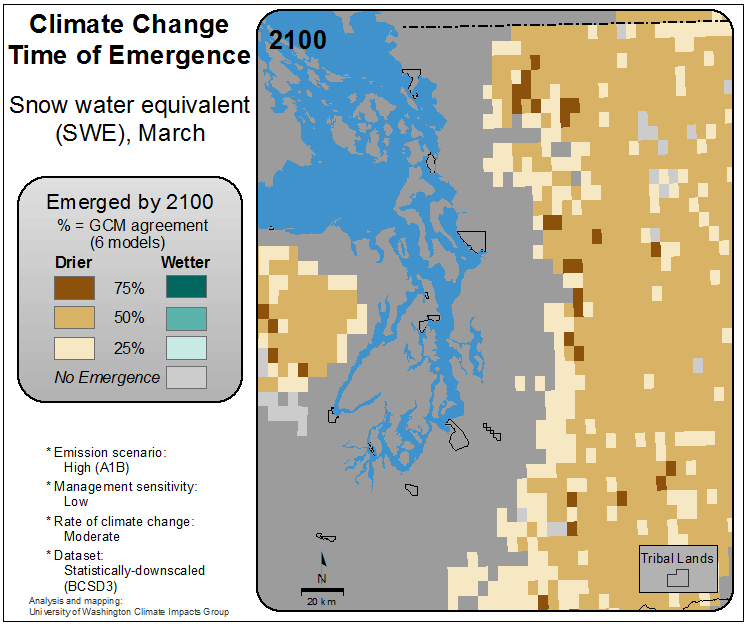 Climate Change
Time of Emergence
Snow water equivalent
(SWE), March
Emerged by 2100
% = GCM agreement
(6 models)
Drier Wetter
75%
50%
25%
No Emergence
* Emission scenario:
High (A1B)
* Management sensitivity:
Low
* Rate of climate change:
Moderate
* Dataset:
Statistically-downscaled
(BCSD3)
Analysis and mapping:
University of Washington Climate Impacts Group
2100
N
20 km
Tribal Lands